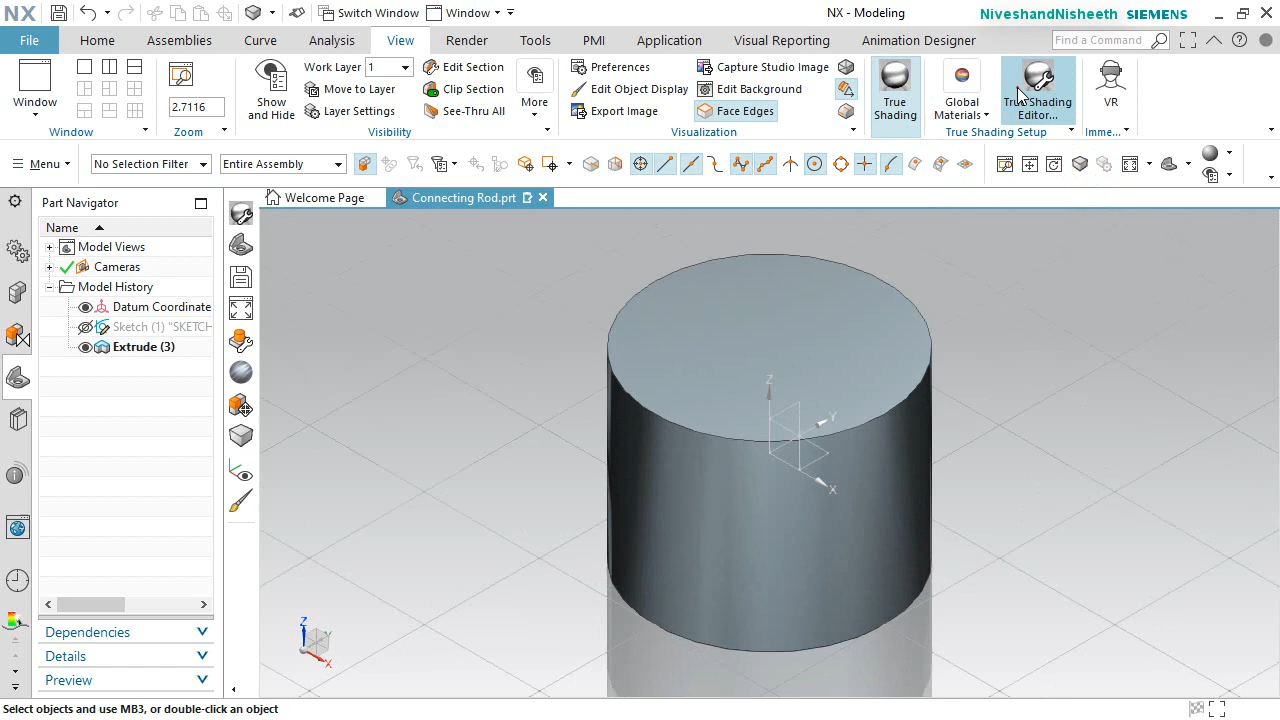 NX Switch Window Window NX - Modeling NiveshandNisheeth SIEMENS
File Home Assemblies Curve Analysis View Render Tools PMI Application Visual Reporting Animation Designer Find a Command
Window
Window
2.7116
Zoom
Show and Hide
Work Layer 1
Move to Layer
Layer Settings
Edit Section
Clip Section
See-Thru All
More
Visibility
Preferences
Edit Object Display
Export Image
Capture Studio Image
Edit Background
Face Edges
Visualization
True Shading
Global Materials
True Shading Editor...
True Shading Setup
VR
Imme...
Menu No Selection Filter Entire Assembly
Part Navigator
Welcome Page Connecting Rod.prt
Name
Model Views
Cameras
Model History
Datum Coordinate
Sketch (1) "SKETCH
Extrude (3)
Z
Y
X
Z
Y
X
Dependencies
Details
Preview
Select objects and use MB3, or double-click an object